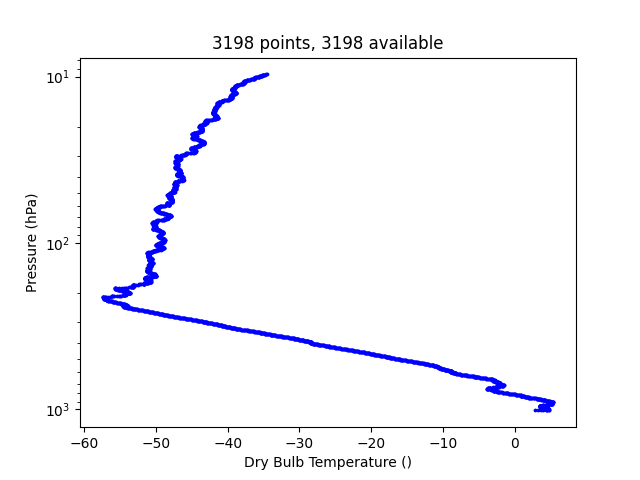 3198 points, 3198 available
10¹
10²
10³
Pressure (hPa)
−60 −50 −40 −30 −20 −10 0
Dry Bulb Temperature ()